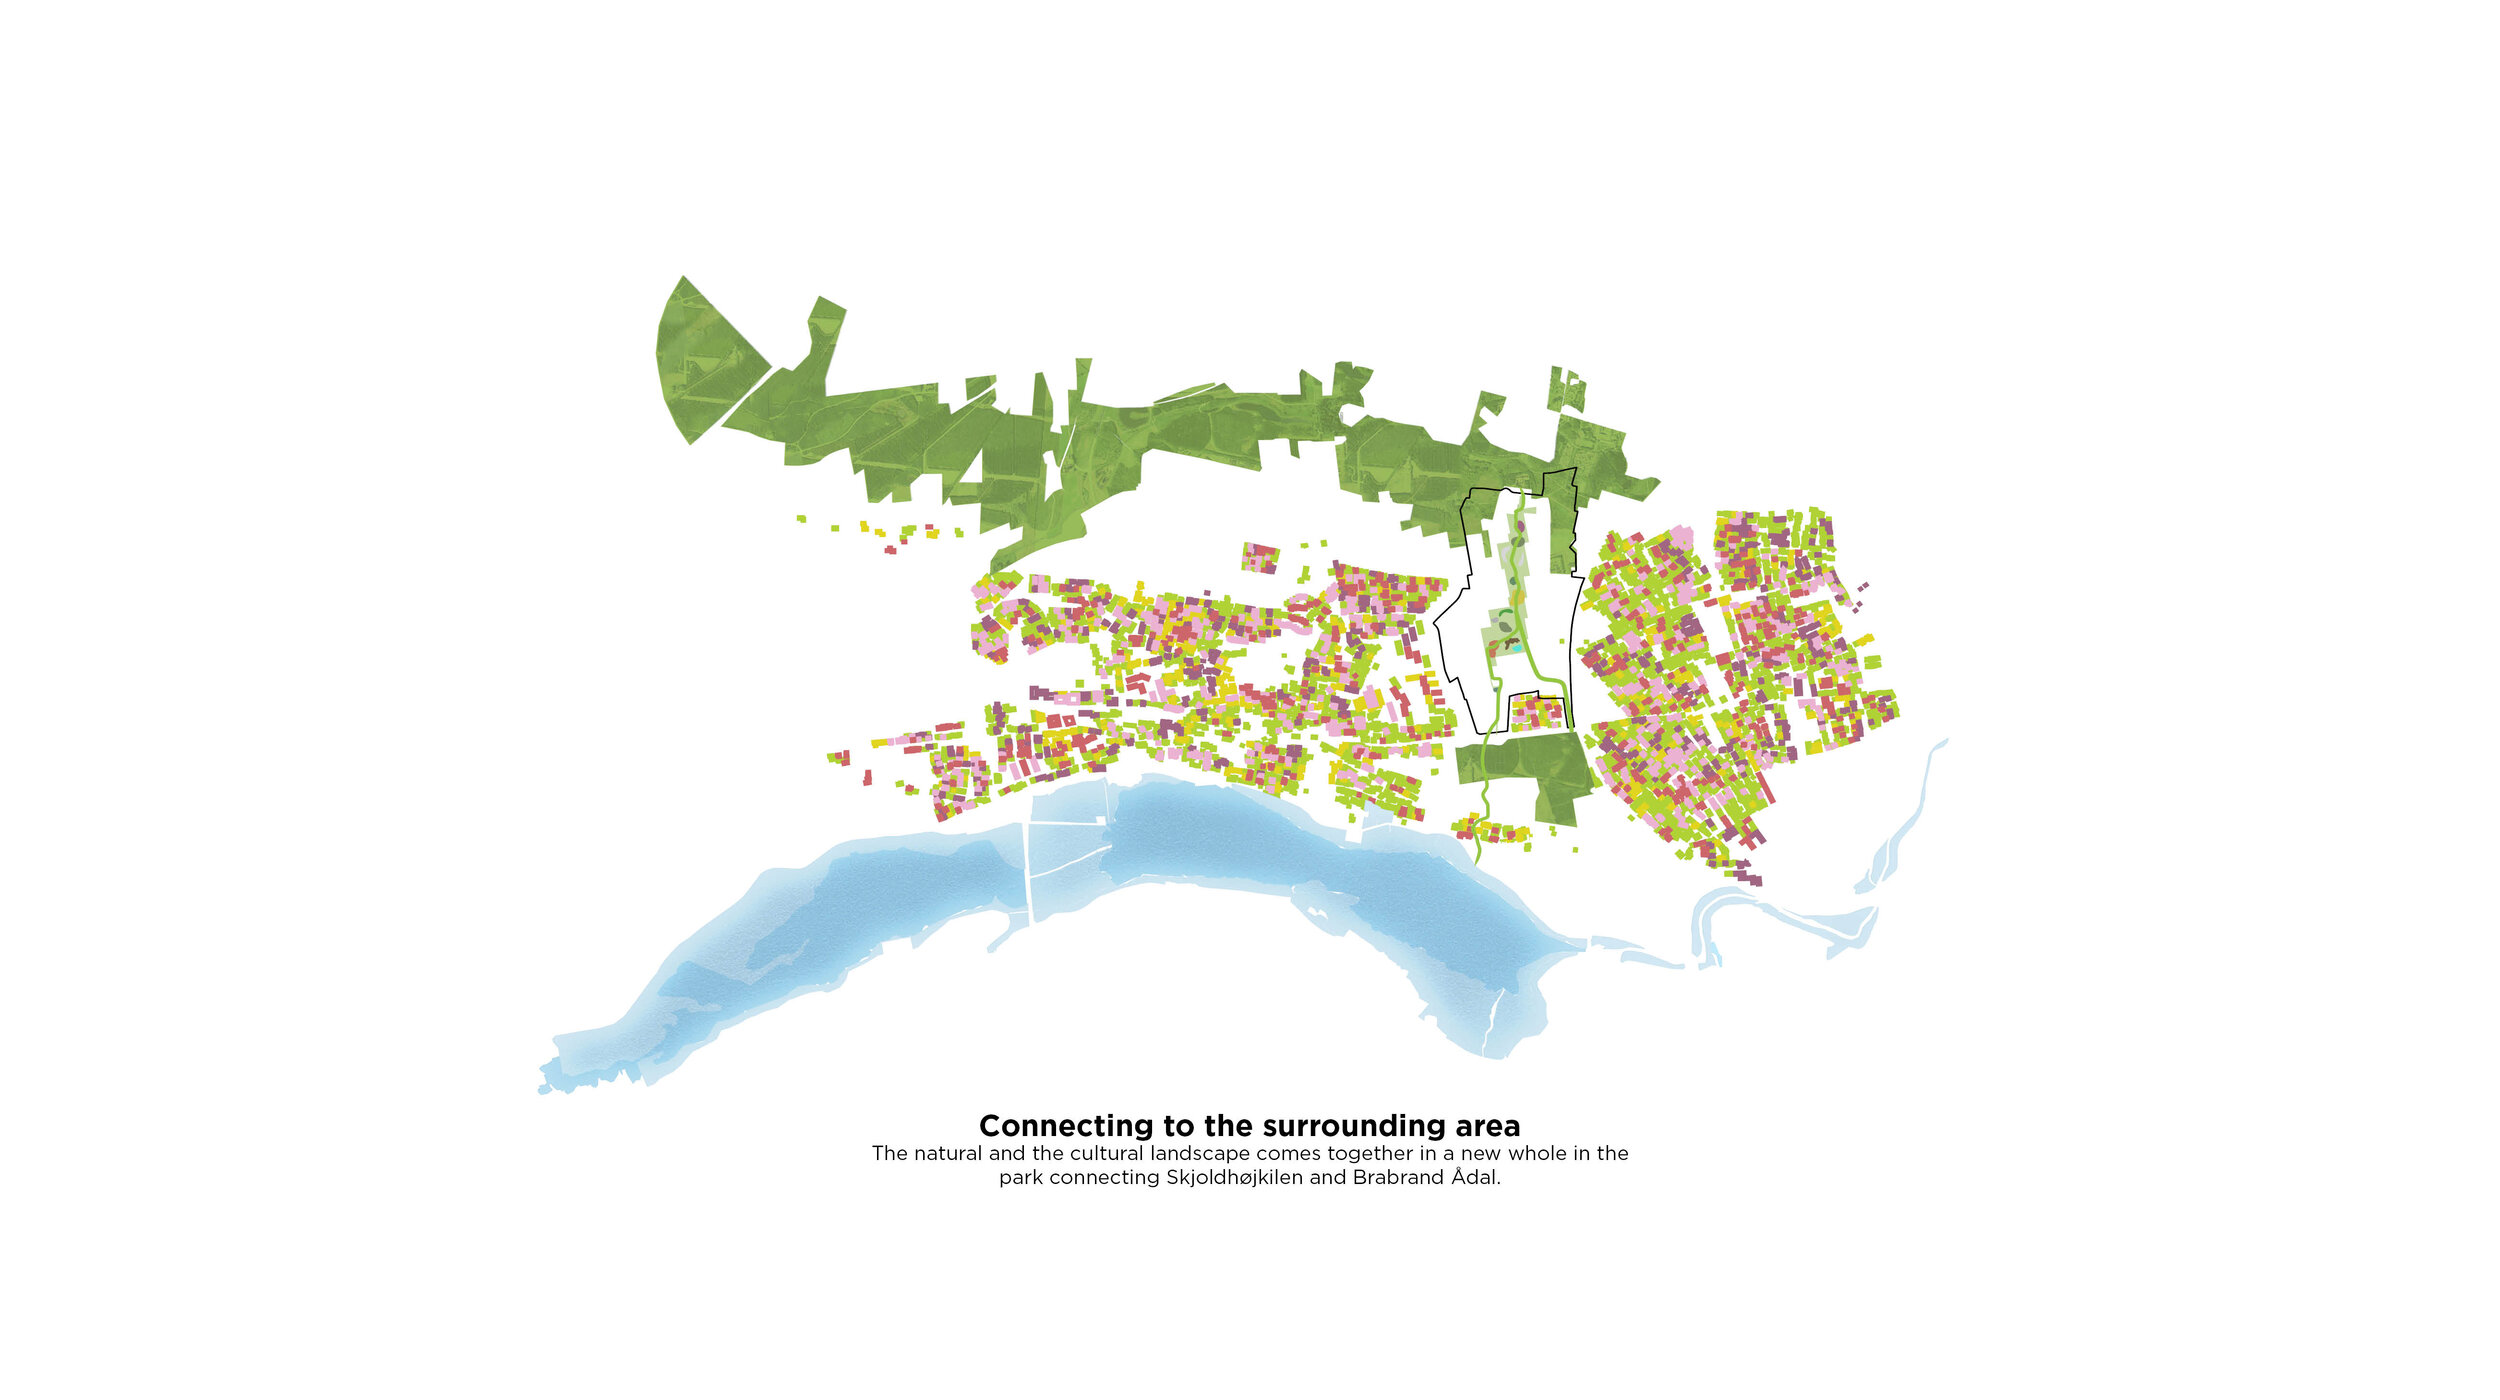 Connecting to the surrounding area
The natural and the cultural landscape comes together in a new whole in the
park connecting Skjoldhøjkilen and Brabrand Ådal.